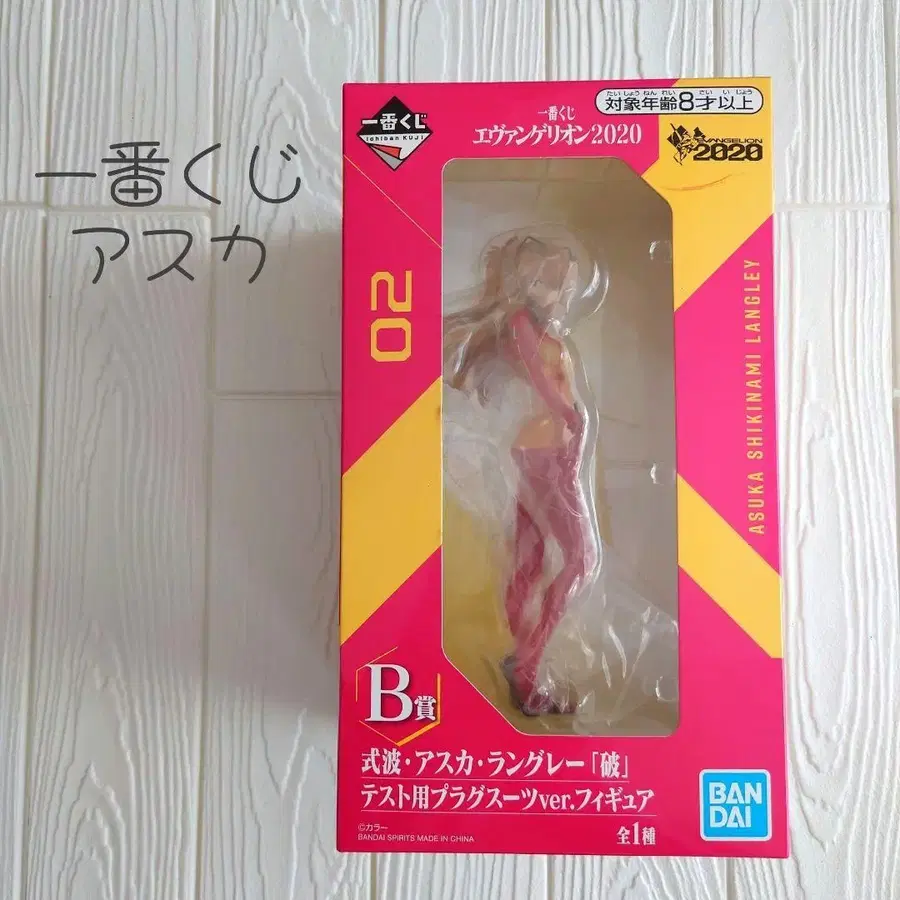 一番くじ
アスカ
一番くじ
Ichiban KUJI
一番くじ
エヴァンゲリオン2020
たいしょうねんれい さいいじょう
対象年齢8才以上
EVANGELION
2020
02
ASUKA SHIKINAMI LANGLEY
B賞
式波・アスカ・ラングレー「破」
テスト用プラグスーツver.フィギュア
全1種
©カラー
BANDAI SPIRITS MADE IN CHINA
BAN
DAI